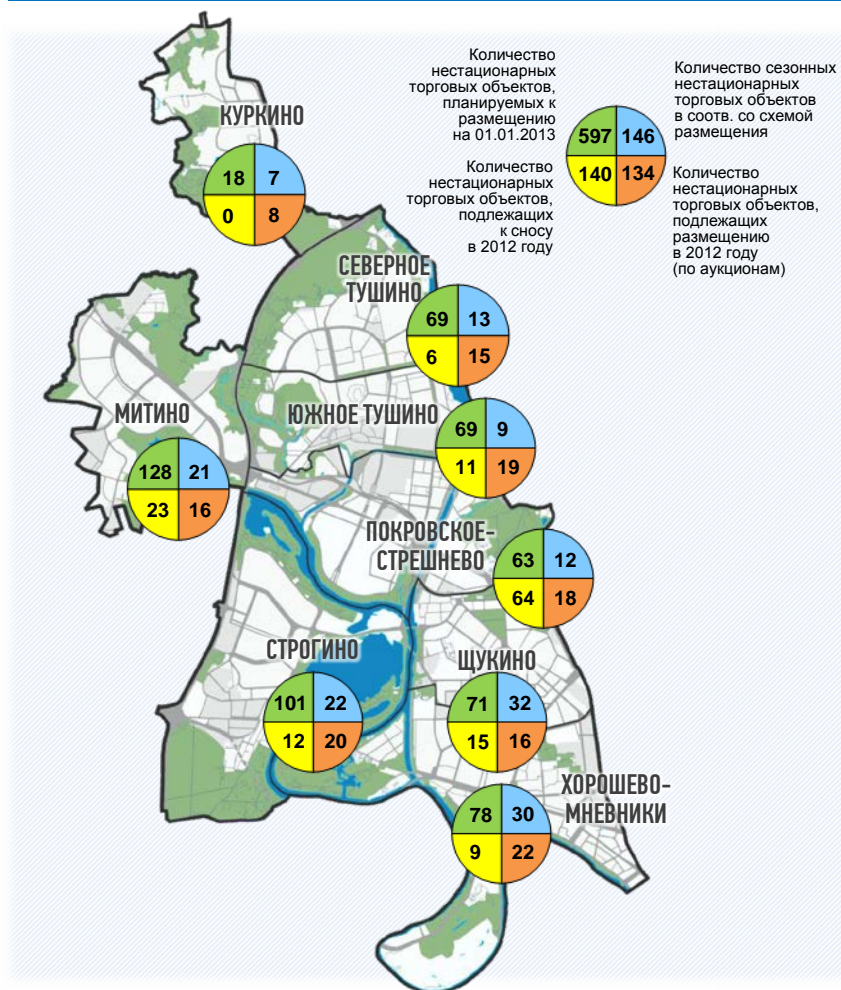 Количество
нестационарных
торговых объектов,
планируемых к
размещению
на 01.01.2013
Количество сезонных
нестационарных
торговых объектов
в соотв. со схемой
размещения
597 146
140 134
Количество
нестационарных
торговых объектов,
подлежащих
к сносу
в 2012 году
Количество
нестационарных
торговых объектов,
подлежащих
размещению
в 2012 году
(по аукционам)
КУРКИНО
18 7
0 8
СЕВЕРНОЕ
ТУШИНО
69 13
6 15
МИТИНО
128 21
23 16
ЮЖНОЕ ТУШИНО
69 9
11 19
ПОКРОВСКОЕ-
СТРЕШНЕВО
63 12
64 18
СТРОГИНО
101 22
12 20
ЩУКИНО
71 32
15 16
ХОРОШЕВО-
МНЕВНИКИ
78 30
9 22